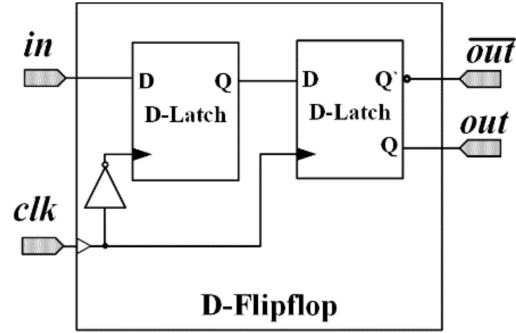 in
D Q
D-Latch
D Q`
D-Latch
Q
out
out
clk
D-Flipflop